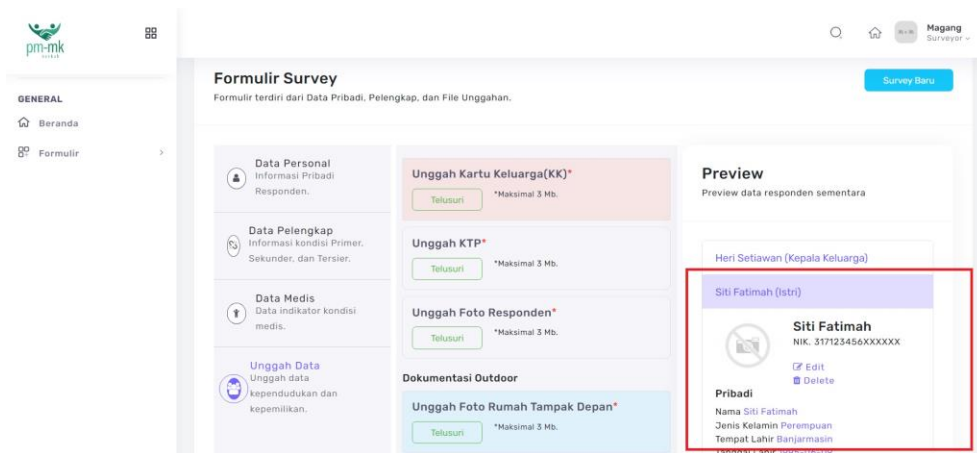 pm-mk
Magang
Surveyor
GENERAL
Beranda
Formulir
Formulir Survey
Formulir terdiri dari Data Pribadi, Pelengkap, dan File Unggahan.
Survey Baru
Data Personal
Informasi Pribadi
Responden.
Data Pelengkap
Informasi kondisi Primer,
Sekunder, dan Tersier.
Data Medis
Data indikator kondisi
medis.
Unggah Data
Unggah data
kependudukan dan
kepemilikan.
Unggah Kartu Keluarga(KK)*
Telusuri *Maksimal 3 Mb.
Unggah KTP*
Telusuri *Maksimal 3 Mb.
Unggah Foto Responden*
Telusuri *Maksimal 3 Mb.
Dokumentasi Outdoor
Unggah Foto Rumah Tampak Depan*
Telusuri *Maksimal 3 Mb.
Preview
Preview data responden sementara
Heri Setiawan (Kepala Keluarga)
Siti Fatimah (Istri)
Siti Fatimah
NIK. 317123456XXXXXX
Edit
Delete
Pribadi
Nama Siti Fatimah
Jenis Kelamin Perempuan
Tempat Lahir Banjarmasin